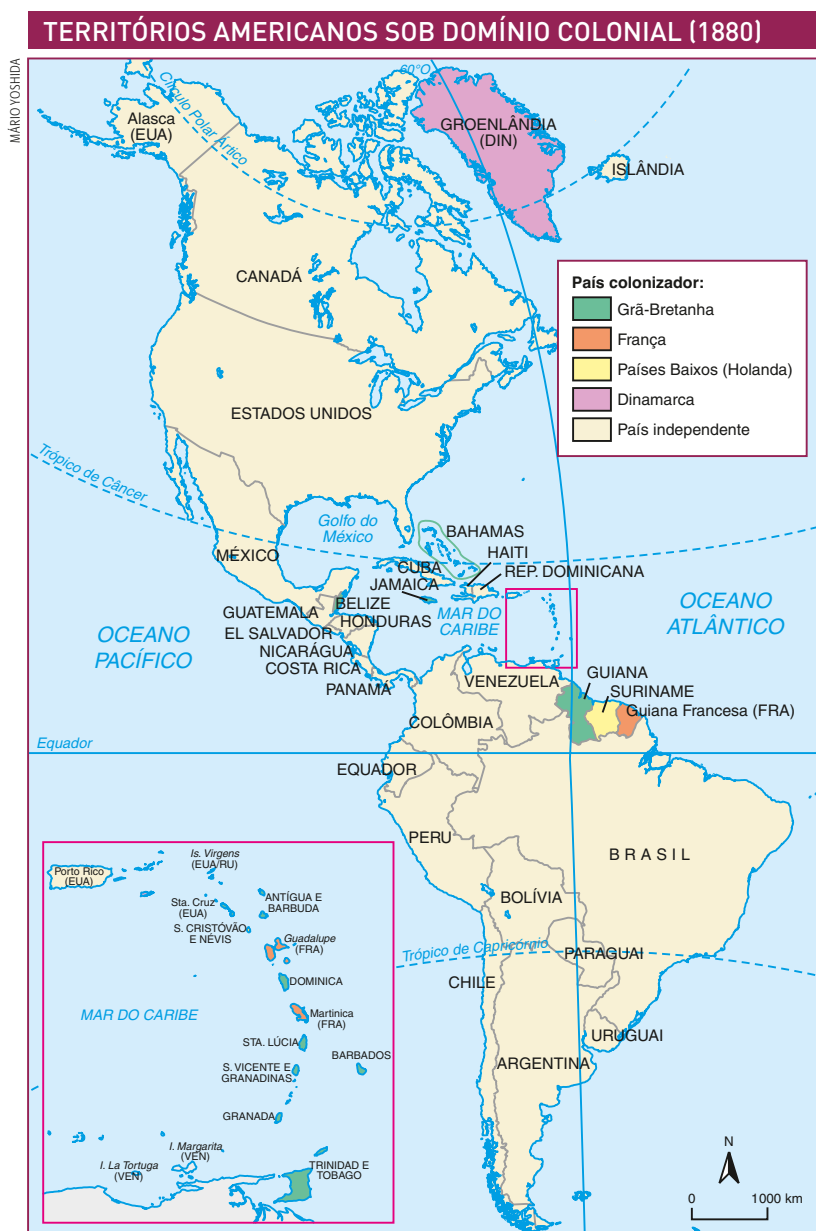 TERRITÓRIOS AMERICANOS SOB DOMÍNIO COLONIAL (1880)
MÁRIO YOSHIDA
60°O
Círculo Polar Ártico
Alasca
(EUA)
GROENLÂNDIA
(DIN)
ISLÂNDIA
CANADÁ
País colonizador:
Grã-Bretanha
França
Países Baixos (Holanda)
Dinamarca
País independente
ESTADOS UNIDOS
Trópico de Câncer
Golfo do
México
BAHAMAS
HAITI
MÉXICO
CUBA
REP. DOMINICANA
JAMAICA
BELIZE
GUATEMALA
HONDURAS
MAR DO
CARIBE
EL SALVADOR
NICARÁGUA
COSTA RICA
PANAMÁ
OCEANO
PACÍFICO
OCEANO
ATLÂNTICO
VENEZUELA
GUIANA
SURINAME
Guiana Francesa (FRA)
COLÔMBIA
Equador
EQUADOR
PERU
BRASIL
BOLÍVIA
Trópico de Capricórnio
PARAGUAI
CHILE
URUGUAI
ARGENTINA
N
0 1000 km
Is. Virgens
(EUA/RU)
Porto Rico
(EUA)
Sta. Cruz
(EUA)
ANTÍGUA E
BARBUDA
S. CRISTÓVÃO
E NÉVIS
Guadalupe
(FRA)
DOMINICA
MAR DO CARIBE
Martinica
(FRA)
STA. LÚCIA
BARBADOS
S. VICENTE E
GRANADINAS
GRANADA
I. Margarita
(VEN)
I. La Tortuga
(VEN)
TRINIDAD E
TOBAGO